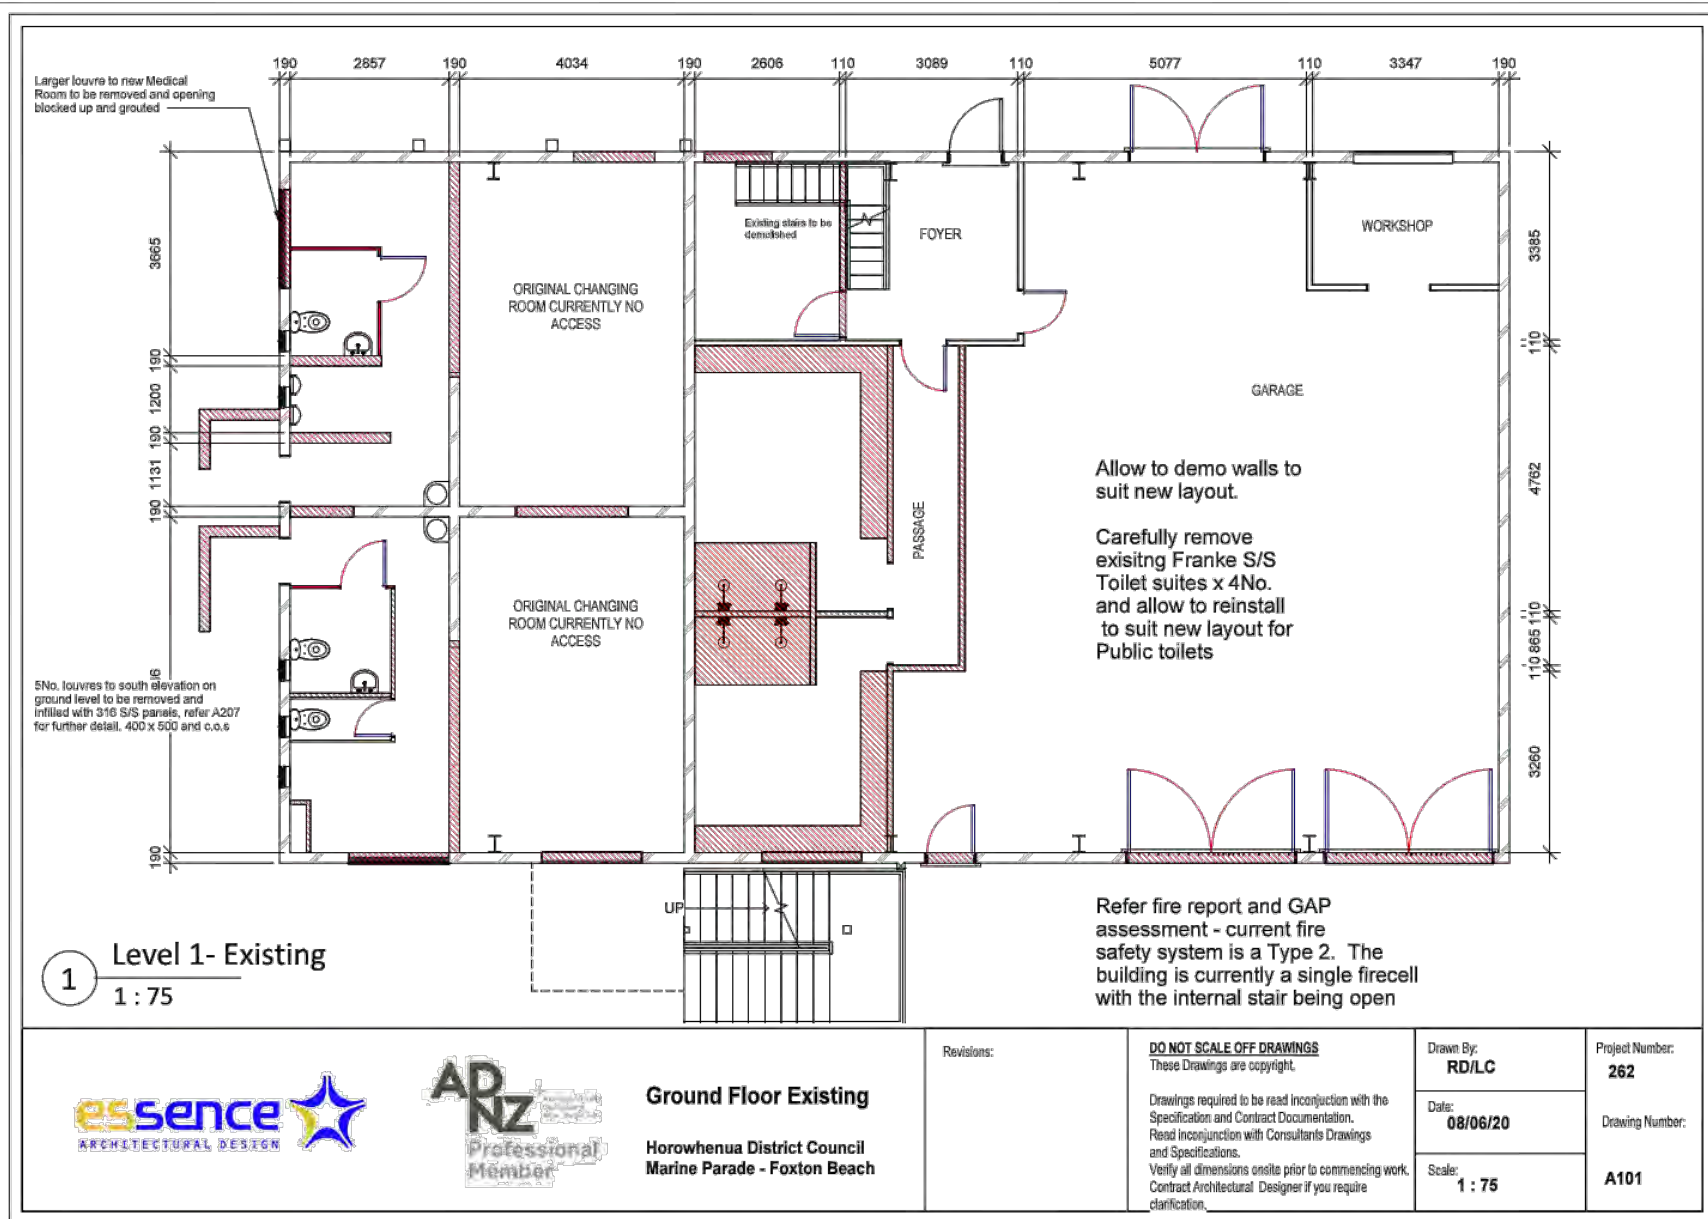 190 2857 190 4034 190 2606 110 3089 110 5077 110 3347 190
Larger louvre to new Medical
Room to be removed and opening
blocked up and grouted
3665
190
1200
190
1131
190
190
Existing stairs to be
demolished
FOYER
WORKSHOP
3385
110
4762
110
865
110
3260
ORIGINAL CHANGING
ROOM CURRENTLY NO
ACCESS
GARAGE
PASSAGE
Allow to demo walls to
suit new layout.
Carefully remove
exisitng Franke S/S
Toilet suites x 4No.
and allow to reinstall
to suit new layout for
Public toilets
ORIGINAL CHANGING
ROOM CURRENTLY NO
ACCESS
5No. louvres to south elevation on
ground level to be removed and
infilled with 316 S/S panels, refer A207
for further detail. 400 x 500 and c.o.s
UP
Refer fire report and GAP
assessment - current fire
safety system is a Type 2. The
building is currently a single firecell
with the internal stair being open
1
Level 1- Existing
1 : 75
essence
ARCHITECTURAL DESIGN
ADNZ
Professional
Member
Ground Floor Existing
Horowhenua District Council
Marine Parade - Foxton Beach
Revisions:
DO NOT SCALE OFF DRAWINGS
These Drawings are copyright.
Drawings required to be read inconjuction with the
Specification and Contract Documentation.
Read inconjunction with Consultants Drawings
and Specifications.
Verify all dimensions onsite prior to commencing work.
Contract Architectural Designer if you require
clarification.
Drawn By:
RD/LC
Date:
08/06/20
Scale:
1 : 75
Project Number:
262
Drawing Number:
A101